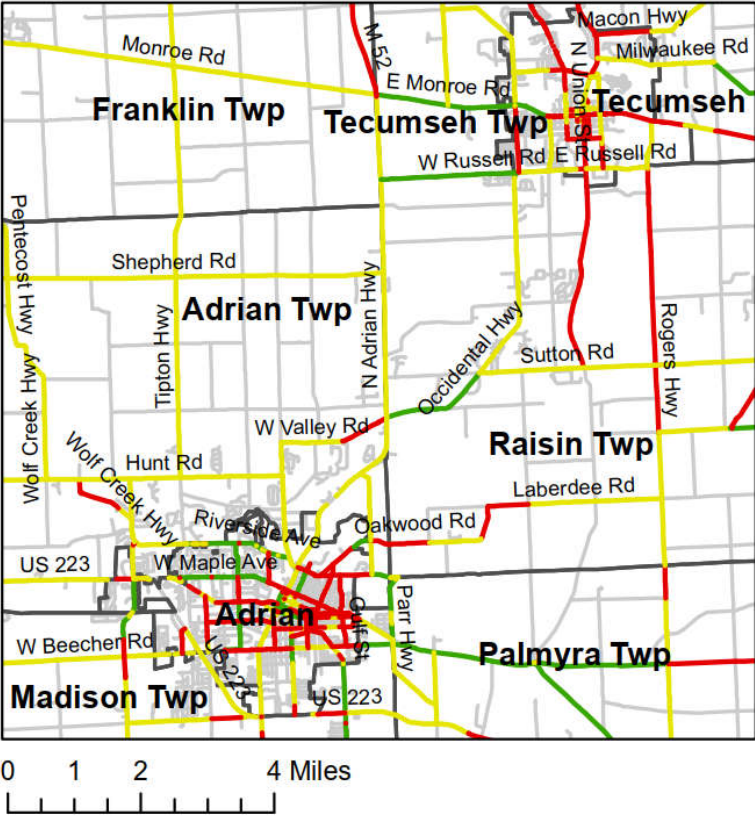 Macon Hwy
Monroe Rd
M 52
Milwaukee Rd
E Monroe Rd
N Union St
Franklin Twp
Tecumseh
Tecumseh Twp
W Russell Rd
E Russell Rd
Pentecost Hwy
Shepherd Rd
Adrian Twp
N Adrian Hwy
Tipton Hwy
Occidental Hwy
Rogers Hwy
Sutton Rd
Wolf Creek Hwy
W Valley Rd
Raisin Twp
Wolf Creek Hwy
Hunt Rd
Laberdee Rd
Riverside Ave
Oakwood Rd
US 223
W Maple Ave
Adrian
Gulf St
Parr Hwy
W Beecher Rd
US 223
Palmyra Twp
Madison Twp
US 223
0 1 2 4 Miles